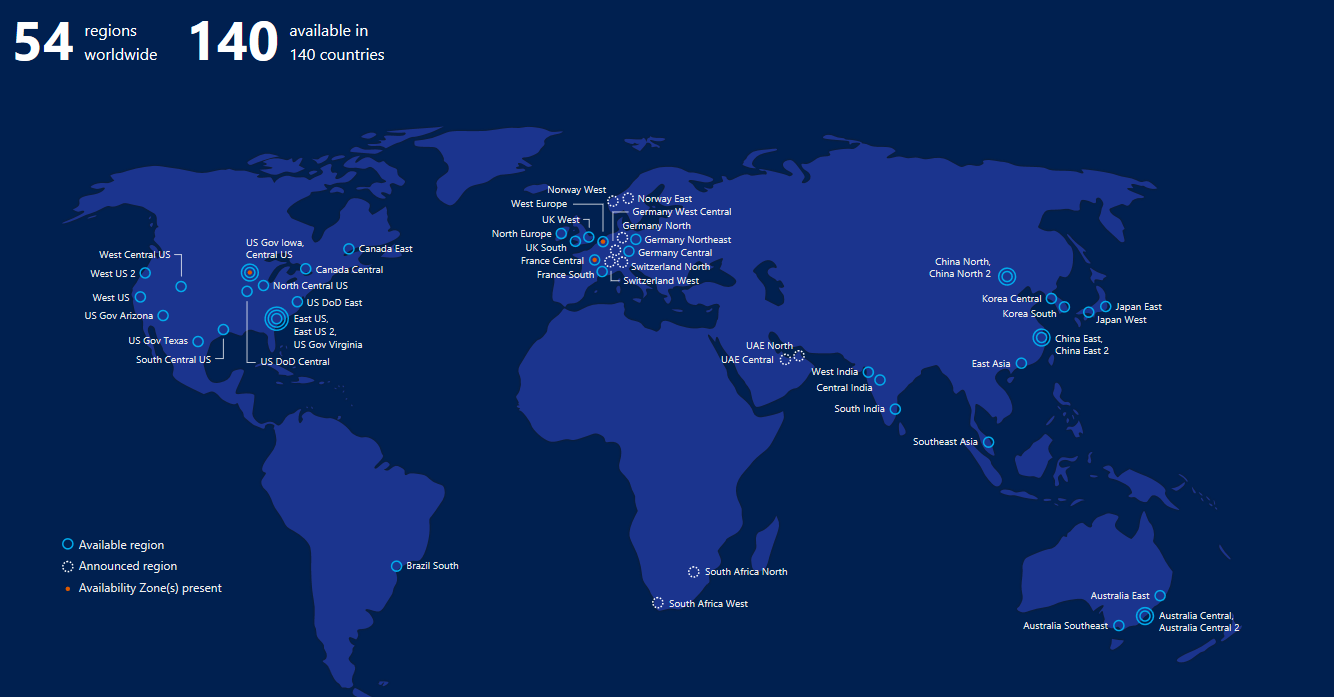 54 regions
worldwide
140 available in
140 countries
Norway West
Norway East
West Europe
Germany West Central
UK West
Germany North
North Europe
Germany Northeast
UK South
Germany Central
France Central
Switzerland North
France South
Switzerland West
US Gov Iowa,
Central US
Canada East
West Central US
Canada Central
West US 2
North Central US
West US
US DoD East
US Gov Arizona
East US,
East US 2,
US Gov Virginia
US Gov Texas
South Central US
US DoD Central
China North,
China North 2
Korea Central
Korea South
Japan East
Japan West
China East,
China East 2
East Asia
UAE North
UAE Central
West India
Central India
South India
Southeast Asia
Available region
Announced region
Availability Zone(s) present
Brazil South
South Africa North
South Africa West
Australia East
Australia Central,
Australia Central 2
Australia Southeast